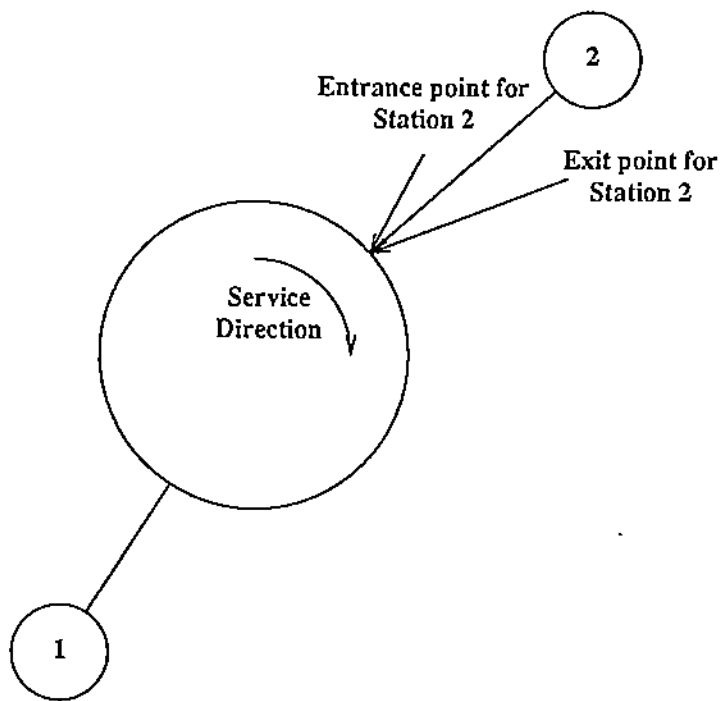 2
Entrance point for
Station 2
Exit point for
Station 2
Service
Direction
1